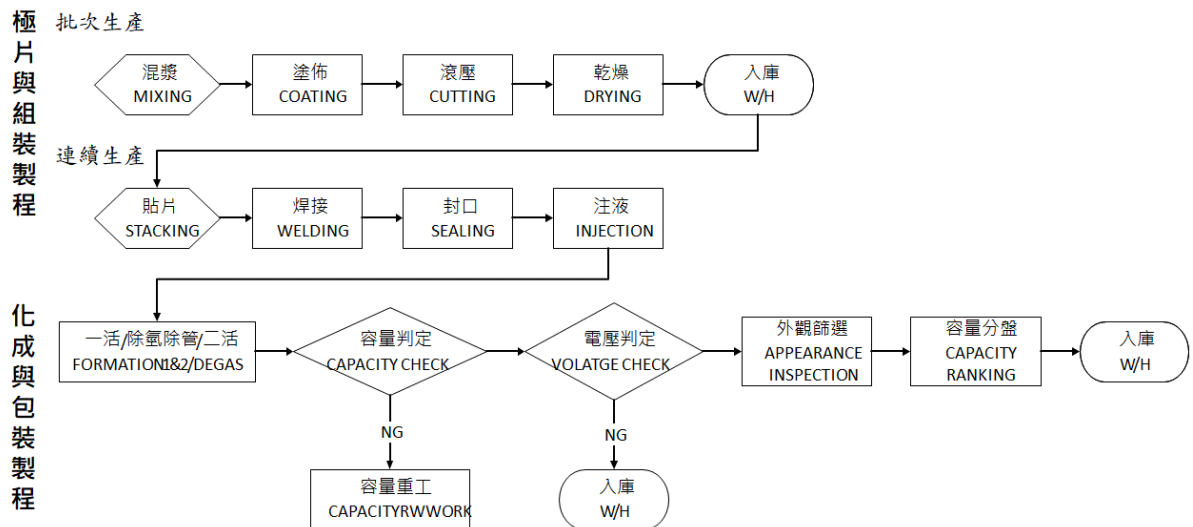 極片與組裝製程
批次生產
混漿
MIXING
塗佈
COATING
滾壓
CUTTING
乾燥
DRYING
入庫
W/H
連續生產
貼片
STACKING
焊接
WELDING
封口
SEALING
注液
INJECTION
化成與包裝製程
一活/除氫除管/二活
FORMATION1&2/DEGAS
容量判定
CAPACITY CHECK
電壓判定
VOLATGE CHECK
外觀篩選
APPEARANCE
INSPECTION
容量分盤
CAPACITY
RANKING
入庫
W/H
NG
NG
容量重工
CAPACITYRWWORK
入庫
W/H